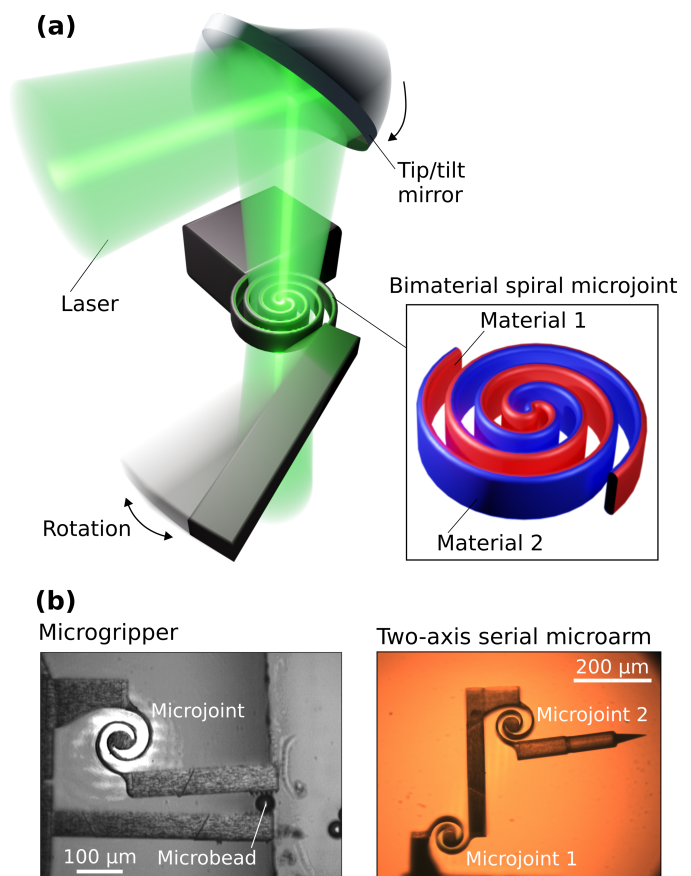 (a)
Tip/tilt
mirror
Laser
Bimaterial spiral microjoint
Material 1
Material 2
Rotation
(b)
Microgripper
Microjoint
Microbead
100 μm
Two-axis serial microarm
200 μm
Microjoint 2
Microjoint 1